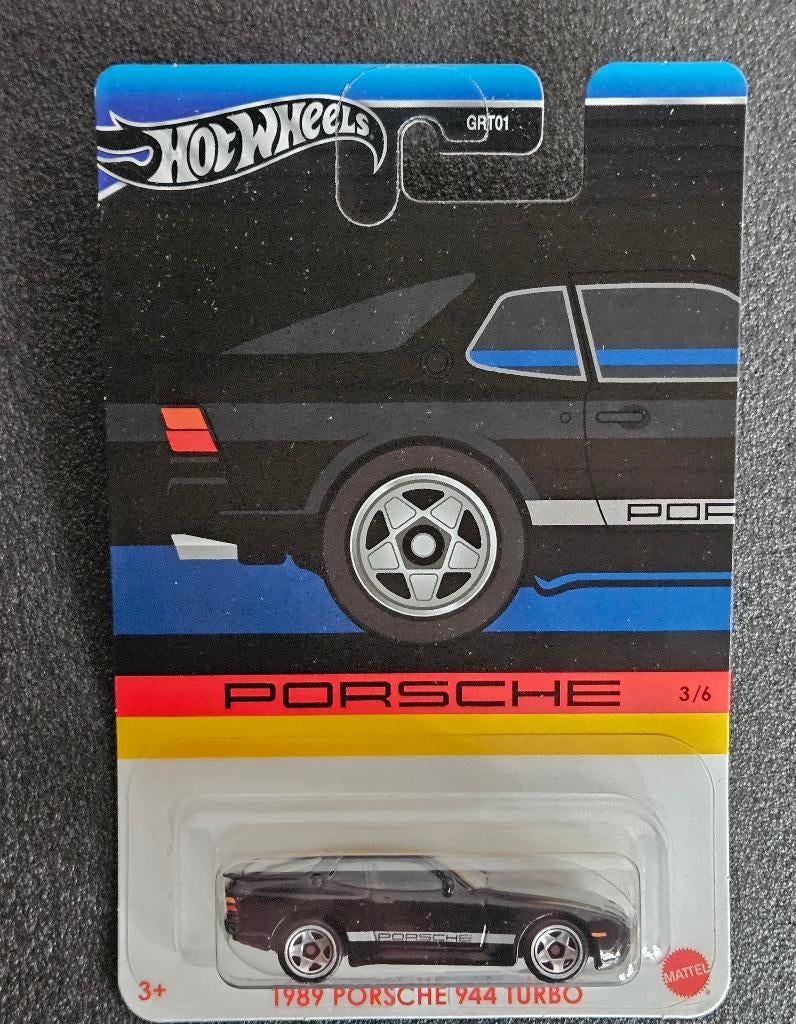 HOT WHEELS
GRT01
POR
PORSCHE
3/6
PORSCHE
3+
1989 PORSCHE 944 TURBO
MATTEL